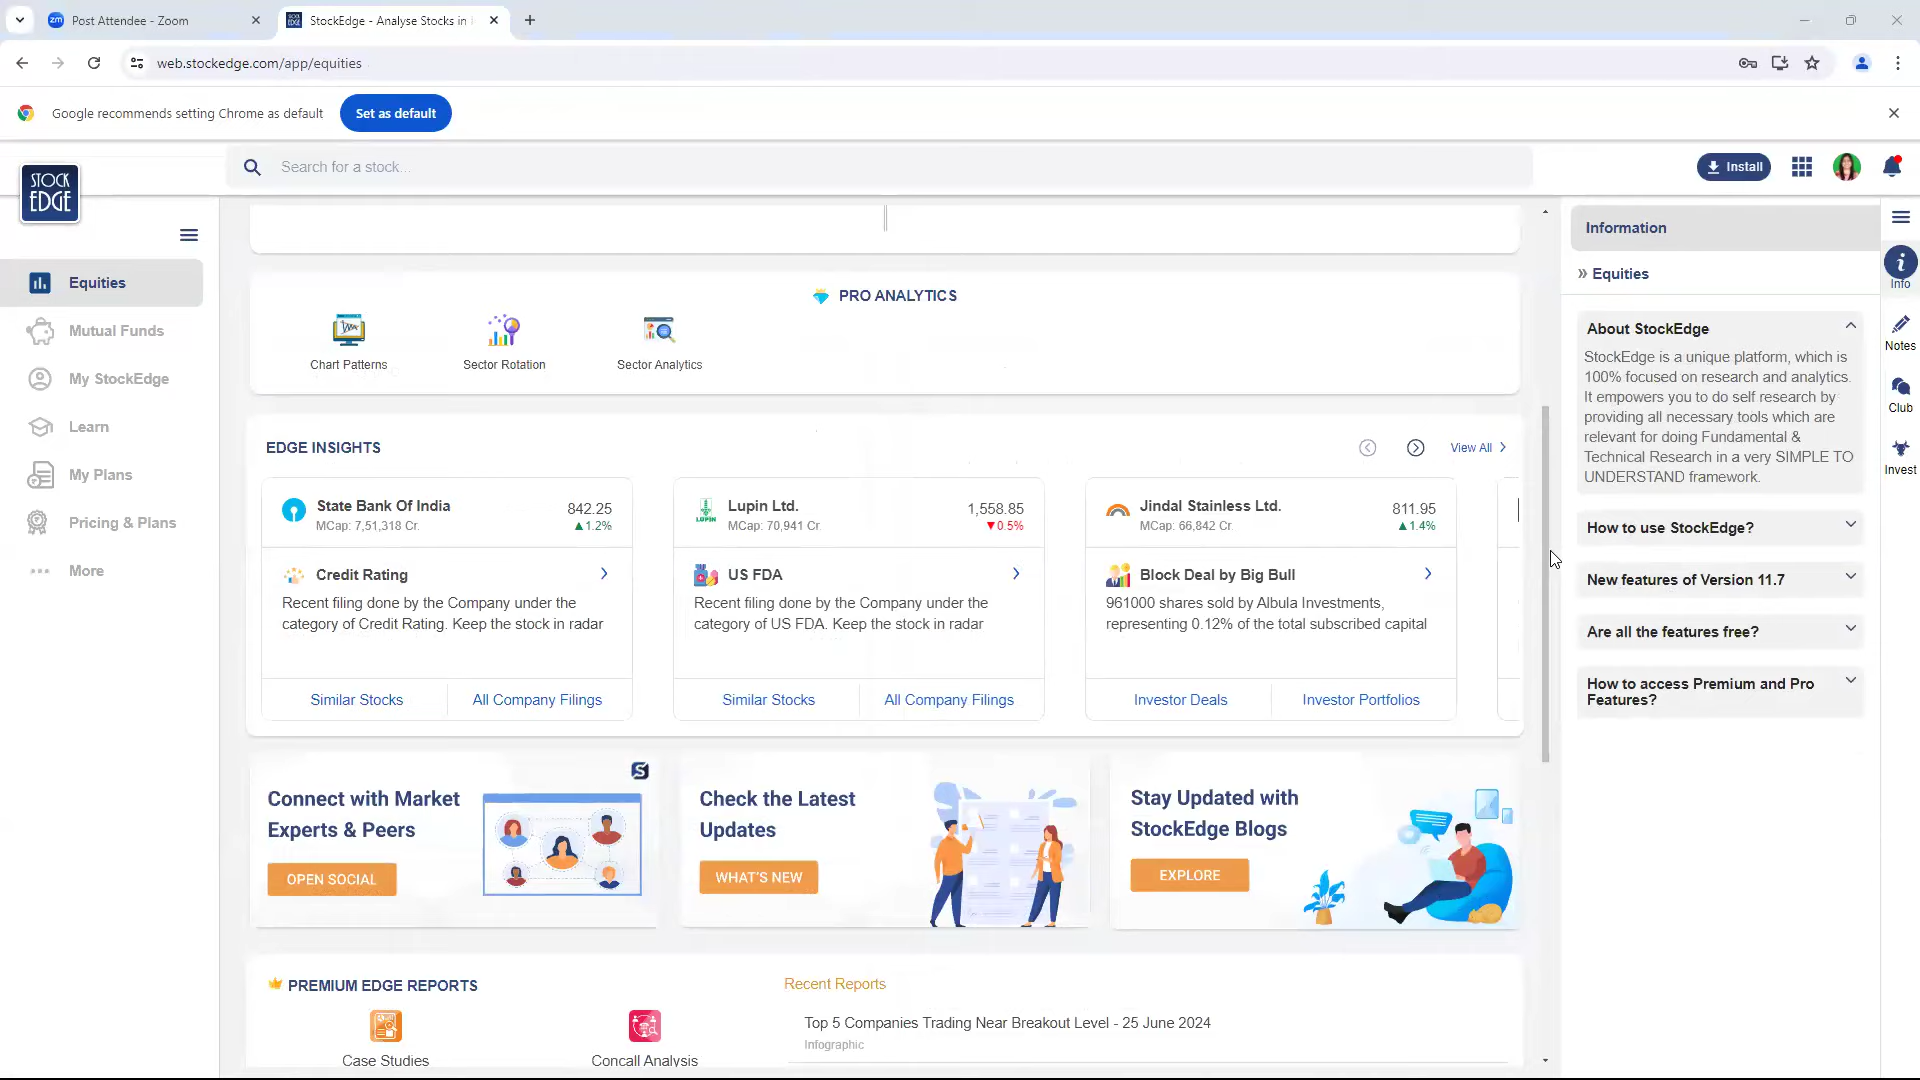 zm Post Attendee - Zoom
StockEdge - Analyse Stocks in
web.stockedge.com/app/equities
Google recommends setting Chrome as default
Set as default
STOCK
EDGE
Search for a stock...
Install
Equities
Mutual Funds
My StockEdge
Learn
My Plans
Pricing & Plans
More
PRO ANALYTICS
Chart Patterns
Sector Rotation
Sector Analytics
EDGE INSIGHTS
View All
State Bank Of India
842.25
MCap: 7,51,318 Cr.
▲1.2%
Credit Rating
Recent filing done by the Company under the
category of Credit Rating. Keep the stock in radar
Similar Stocks
All Company Filings
LUPIN
Lupin Ltd.
1,558.85
MCap: 70,941 Cr.
▼0.5%
US FDA
Recent filing done by the Company under the
category of US FDA. Keep the stock in radar
Similar Stocks
All Company Filings
Jindal Stainless Ltd.
811.95
MCap: 66,842 Cr.
▲1.4%
Block Deal by Big Bull
961000 shares sold by Albula Investments,
representing 0.12% of the total subscribed capital
Investor Deals
Investor Portfolios
Connect with Market
Experts & Peers
OPEN SOCIAL
Check the Latest
Updates
WHAT'S NEW
Stay Updated with
StockEdge Blogs
EXPLORE
PREMIUM EDGE REPORTS
Case Studies
Concall Analysis
Recent Reports
Top 5 Companies Trading Near Breakout Level - 25 June 2024
Infographic
Information
» Equities
About StockEdge
StockEdge is a unique platform, which is
100% focused on research and analytics.
It empowers you to do self research by
providing all necessary tools which are
relevant for doing Fundamental &
Technical Research in a very SIMPLE TO
UNDERSTAND framework.
How to use StockEdge?
New features of Version 11.7
Are all the features free?
How to access Premium and Pro
Features?
Info
Notes
Club
Invest